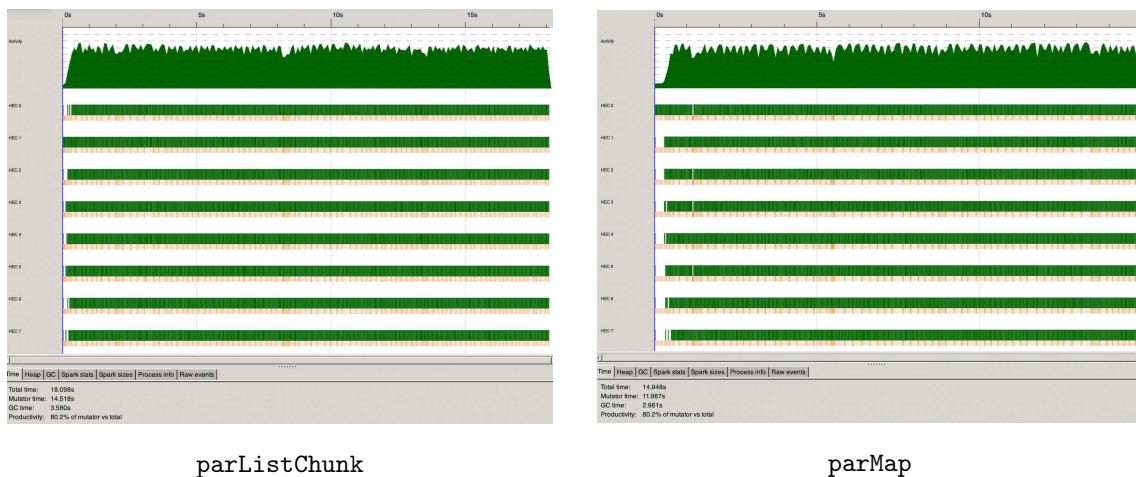 0s 5s 10s 15s
Activity
HEC 0
HEC 1
HEC 2
HEC 3
HEC 4
HEC 5
HEC 6
HEC 7
Time Heap GC Spark stats Spark sizes Process info Raw events
Total time: 18.098s
Mutator time: 14.518s
GC time: 3.580s
Productivity: 80.2% of mutator vs total
parListChunk
0s 5s 10s
Activity
HEC 0
HEC 1
HEC 2
HEC 3
HEC 4
HEC 5
HEC 6
HEC 7
Time Heap GC Spark stats Spark sizes Process info Raw events
Total time: 14.948s
Mutator time: 11.987s
GC time: 2.961s
Productivity: 80.2% of mutator vs total
parMap